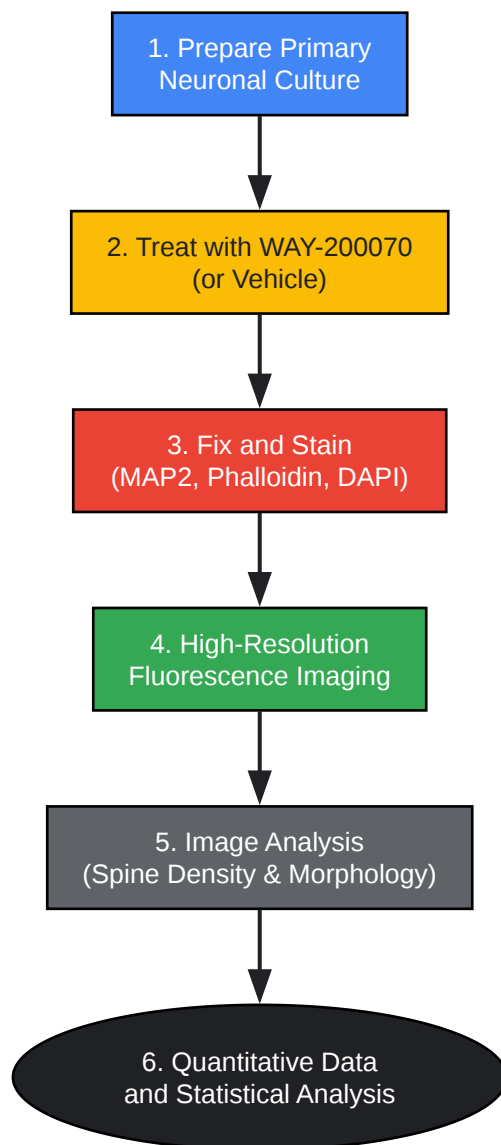 1. Prepare Primary
Neuronal Culture
2. Treat with WAY-200070
(or Vehicle)
3. Fix and Stain
(MAP2, Phalloidin, DAPI)
4. High-Resolution
Fluorescence Imaging
5. Image Analysis
(Spine Density & Morphology)
6. Quantitative Data
and Statistical Analysis